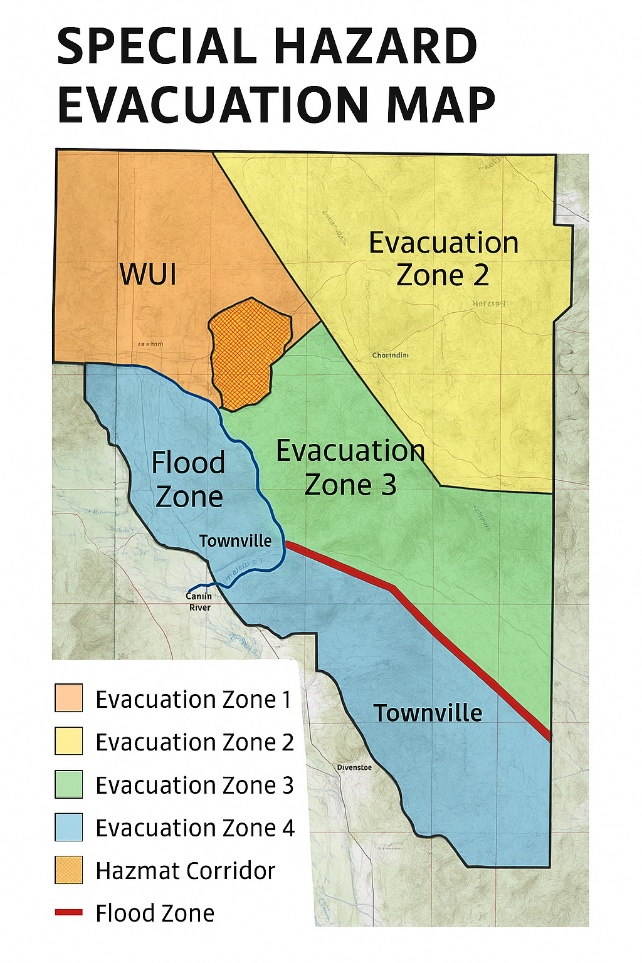 SPECIAL HAZARD
EVACUATION MAP
WUI
Evacuation
Zone 2
Evacuation
Zone 3
Flood
Zone
Townville
Canin
River
Townville
Divenstoe
Evacuation Zone 1
Evacuation Zone 2
Evacuation Zone 3
Evacuation Zone 4
Hazmat Corridor
Flood Zone